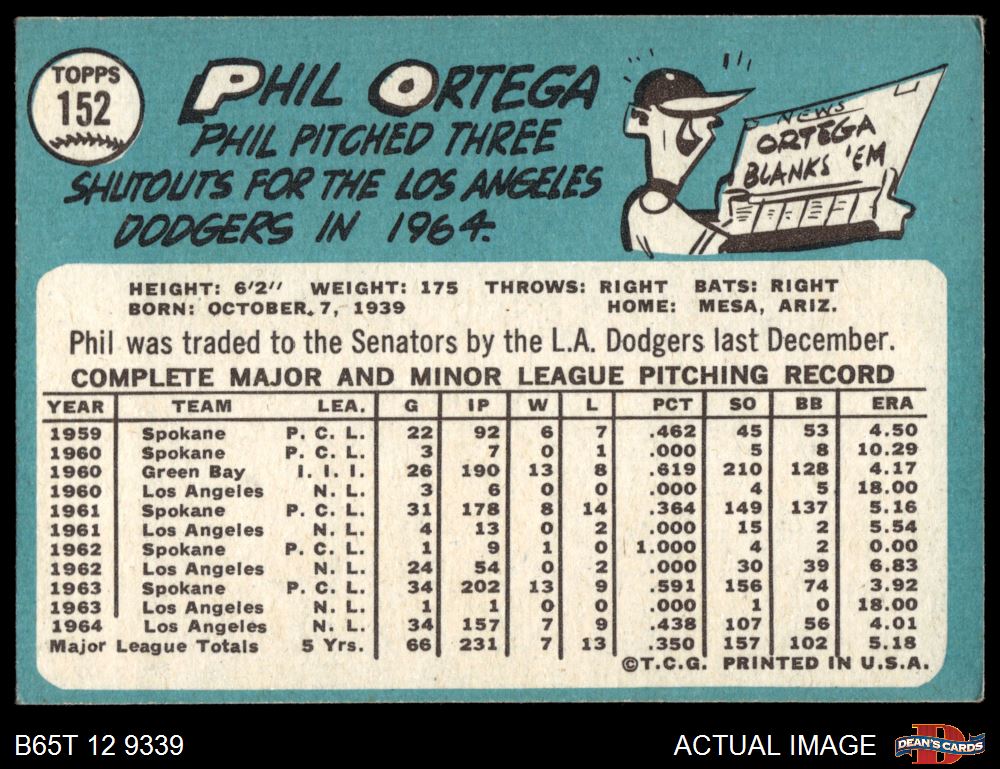 TOPPS
152
PHIL ORTEGA
PHIL PITCHED THREE
SHUTOUTS FOR THE LOS ANGELES
DODGERS IN 1964.
NEWS
ORTEGA
BLANKS 'EM
HEIGHT: 6'2" WEIGHT: 175 THROWS: RIGHT BATS: RIGHT
BORN: OCTOBER 7, 1939 HOME: MESA, ARIZ.
Phil was traded to the Senators by the L.A. Dodgers last December.
COMPLETE MAJOR AND MINOR LEAGUE PITCHING RECORD
YEAR TEAM LEA. G IP W L PCT SO BB ERA
1959 Spokane P. C. L. 22 92 6 7 .462 45 53 4.50
1960 Spokane P. C. L. 3 7 0 1 .000 5 8 10.29
1960 Green Bay I. I. I. 26 190 13 8 .619 210 128 4.17
1960 Los Angeles N. L. 3 6 0 0 .000 4 5 18.00
1961 Spokane P. C. L. 31 178 8 14 .364 149 137 5.16
1961 Los Angeles N. L. 4 13 0 2 .000 15 2 5.54
1962 Spokane P. C. L. 1 9 1 0 1.000 4 2 0.00
1962 Los Angeles N. L. 24 54 0 2 .000 30 39 6.83
1963 Spokane P. C. L. 34 202 13 9 .591 156 74 3.92
1963 Los Angeles N. L. 1 1 0 0 .000 1 0 18.00
1964 Los Angeles N. L. 34 157 7 9 .438 107 56 4.01
Major League Totals 5 Yrs. 66 231 7 13 .350 157 102 5.18
©T.C.G. PRINTED IN U.S.A.
B65T 12 9339
ACTUAL IMAGE
D
DEAN'S CARDS